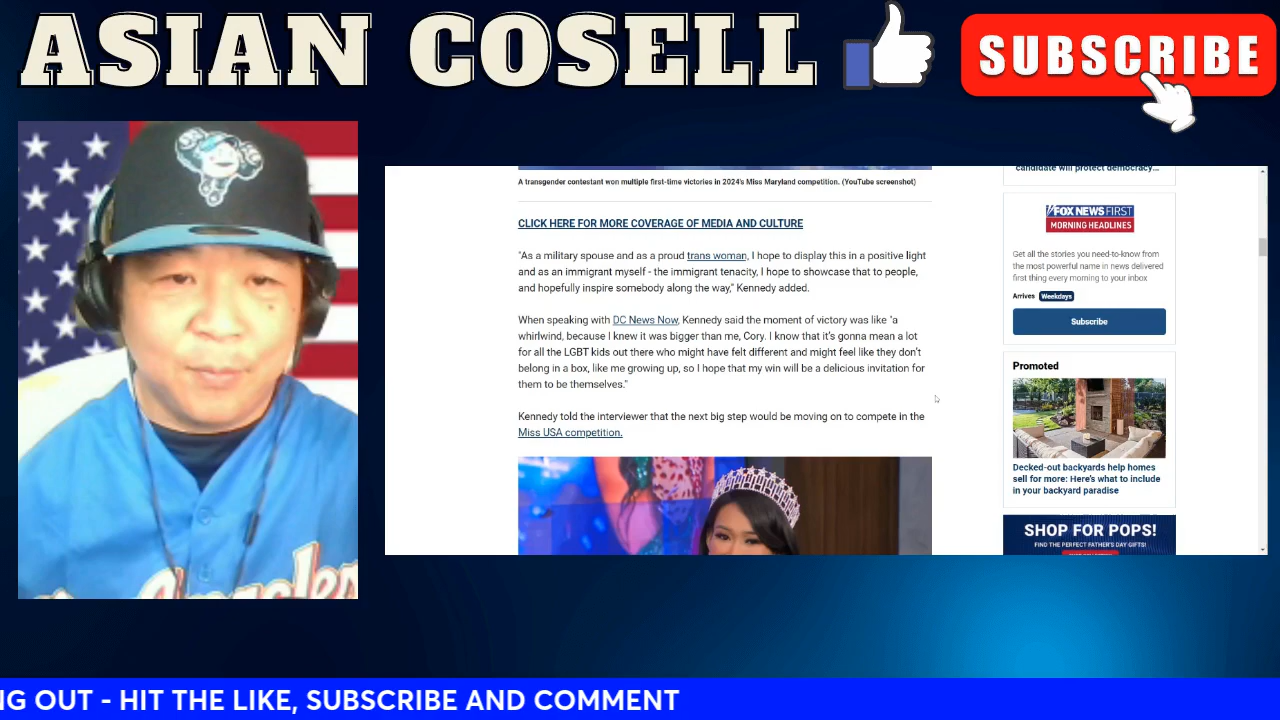 ASIAN COSELL
SUBSCRIBE
A transgender contestant won multiple first-time victories in 2024's Miss Maryland competition. (YouTube screenshot)
CLICK HERE FOR MORE COVERAGE OF MEDIA AND CULTURE
"As a military spouse and as a proud trans woman, I hope to display this in a positive light
and as an immigrant myself - the immigrant tenacity, I hope to showcase that to people,
and hopefully inspire somebody along the way," Kennedy added.
When speaking with DC News Now, Kennedy said the moment of victory was like "a
whirlwind, because I knew it was bigger than me, Cory. I know that it's gonna mean a lot
for all the LGBT kids out there who might have felt different and might feel like they don't
belong in a box, like me growing up, so I hope that my win will be a delicious invitation for
them to be themselves."
Kennedy told the interviewer that the next big step would be moving on to compete in the
Miss USA competition.
candidate will protect democracy...
FOX NEWS FIRST
MORNING HEADLINES
Get all the stories you need-to-know from
the most powerful name in news delivered
first thing every morning to your inbox
Arrives Weekdays
Subscribe
Promoted
Decked-out backyards help homes
sell for more: Here's what to include
in your backyard paradise
SHOP FOR POPS!
FIND THE PERFECT FATHER'S DAY GIFTS!
NG OUT - HIT THE LIKE, SUBSCRIBE AND COMMENT